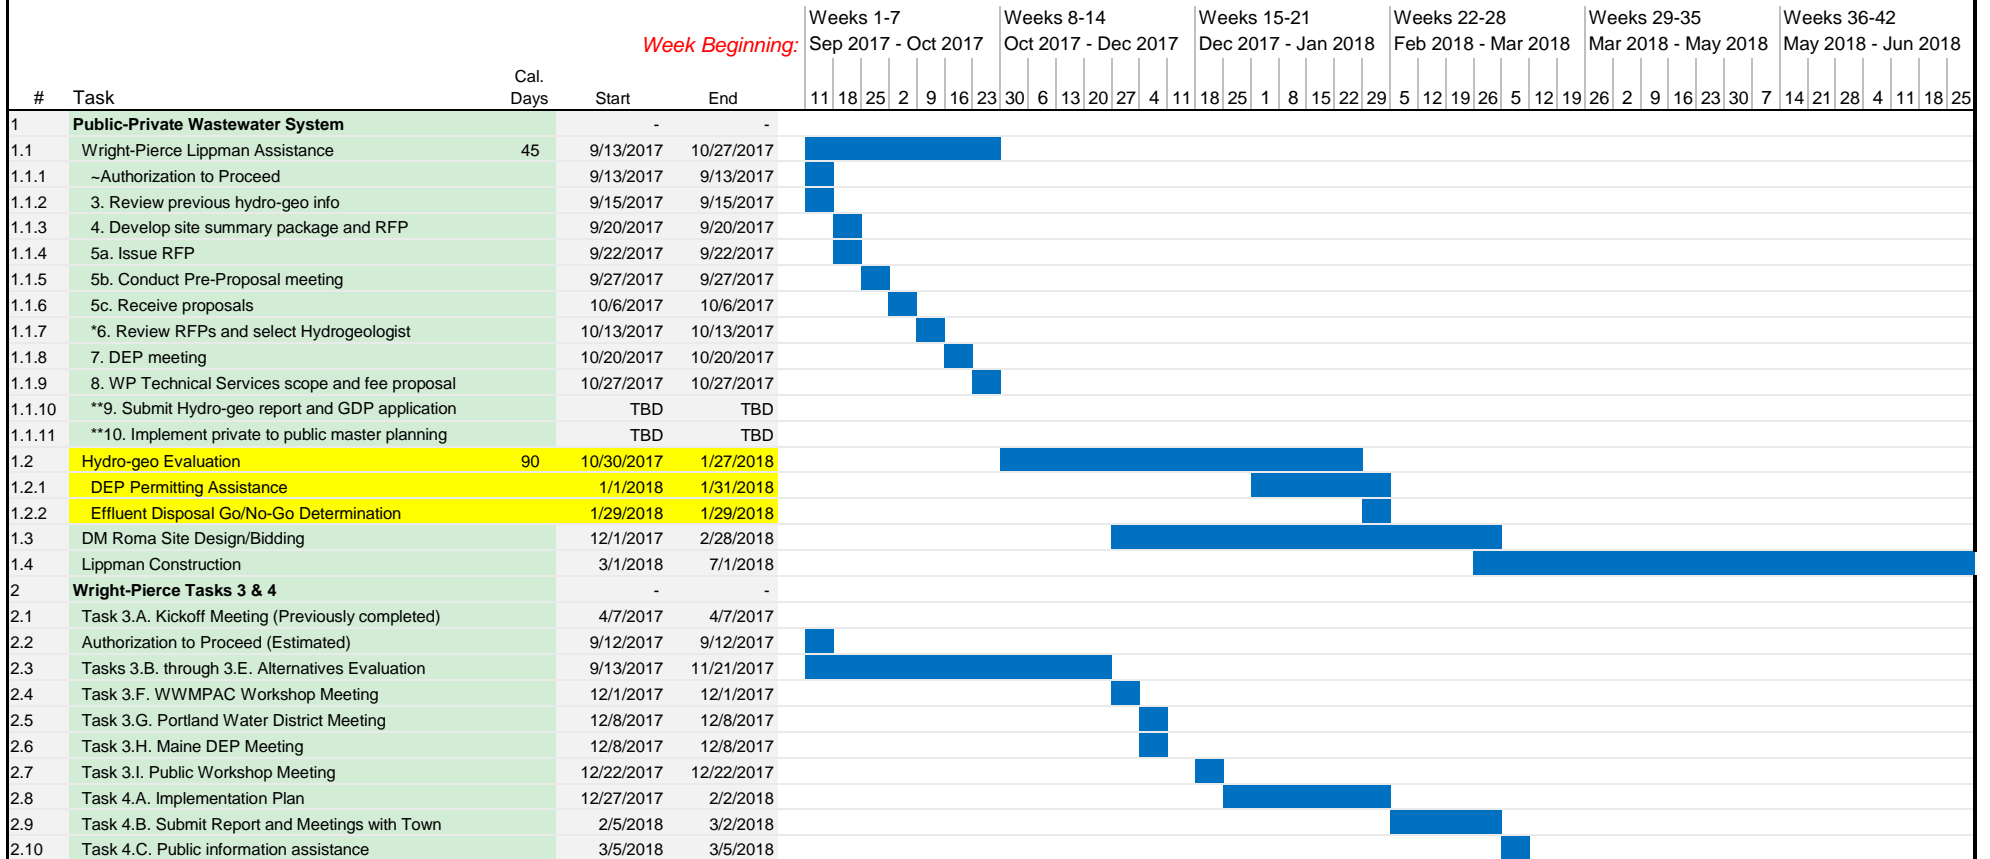 Weeks 1-7 Weeks 8-14 Weeks 15-21 Weeks 22-28 Weeks 29-35 Weeks 36-42
Week Beginning: Sep 2017 - Oct 2017 Oct 2017 - Dec 2017 Dec 2017 - Jan 2018 Feb 2018 - Mar 2018 Mar 2018 - May 2018 May 2018 - Jun 2018
Cal.
# Task Days Start End 11 18 25 2 9 16 23 30 6 13 20 27 4 11 18 25 1 8 15 22 29 5 12 19 26 5 12 19 26 2 9 16 23 30 7 14 21 28 4 11 18 25
1 Public-Private Wastewater System - -
1.1 Wright-Pierce Lippman Assistance 45 9/13/2017 10/27/2017
1.1.1 ~Authorization to Proceed 9/13/2017 9/13/2017
1.1.2 3. Review previous hydro-geo info 9/15/2017 9/15/2017
1.1.3 4. Develop site summary package and RFP 9/20/2017 9/20/2017
1.1.4 5a. Issue RFP 9/22/2017 9/22/2017
1.1.5 5b. Conduct Pre-Proposal meeting 9/27/2017 9/27/2017
1.1.6 5c. Receive proposals 10/6/2017 10/6/2017
1.1.7 *6. Review RFPs and select Hydrogeologist 10/13/2017 10/13/2017
1.1.8 7. DEP meeting 10/20/2017 10/20/2017
1.1.9 8. WP Technical Services scope and fee proposal 10/27/2017 10/27/2017
1.1.10 **9. Submit Hydro-geo report and GDP application TBD TBD
1.1.11 **10. Implement private to public master planning TBD TBD
1.2 Hydro-geo Evaluation 90 10/30/2017 1/27/2018
1.2.1 DEP Permitting Assistance 1/1/2018 1/31/2018
1.2.2 Effluent Disposal Go/No-Go Determination 1/29/2018 1/29/2018
1.3 DM Roma Site Design/Bidding 12/1/2017 2/28/2018
1.4 Lippman Construction 3/1/2018 7/1/2018
2 Wright-Pierce Tasks 3 & 4 - -
2.1 Task 3.A. Kickoff Meeting (Previously completed) 4/7/2017 4/7/2017
2.2 Authorization to Proceed (Estimated) 9/12/2017 9/12/2017
2.3 Tasks 3.B. through 3.E. Alternatives Evaluation 9/13/2017 11/21/2017
2.4 Task 3.F. WWMPAC Workshop Meeting 12/1/2017 12/1/2017
2.5 Task 3.G. Portland Water District Meeting 12/8/2017 12/8/2017
2.6 Task 3.H. Maine DEP Meeting 12/8/2017 12/8/2017
2.7 Task 3.I. Public Workshop Meeting 12/22/2017 12/22/2017
2.8 Task 4.A. Implementation Plan 12/27/2017 2/2/2018
2.9 Task 4.B. Submit Report and Meetings with Town 2/5/2018 3/2/2018
2.10 Task 4.C. Public information assistance 3/5/2018 3/5/2018